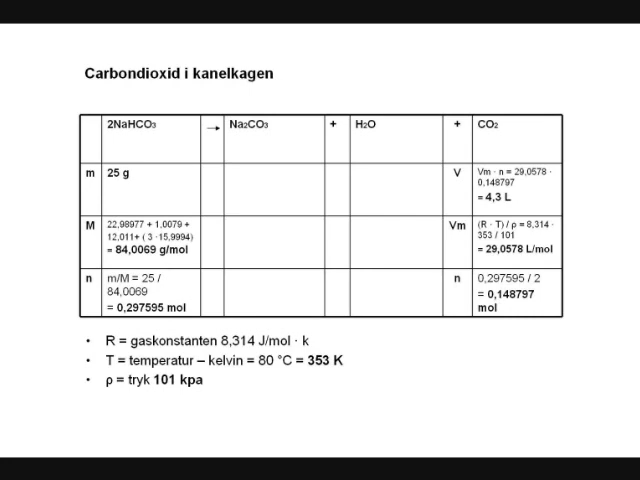 Carbondioxid i kanelkagen
2NaHCO3 → Na2CO3 + H2O + CO2
m 25 g V Vm · n = 29,0578 ·
0,148797
= 4,3 L
M 22,98977 + 1,0079 + Vm (R · T) / ρ = 8,314 ·
12,011+ ( 3 ·15,9994) 353 / 101
= 84,0069 g/mol = 29,0578 L/mol
n m/M = 25 / n 0,297595 / 2
84,0069 = 0,148797
= 0,297595 mol mol
• R = gaskonstanten 8,314 J/mol · k
• T = temperatur – kelvin = 80 °C = 353 K
• ρ = tryk 101 kpa